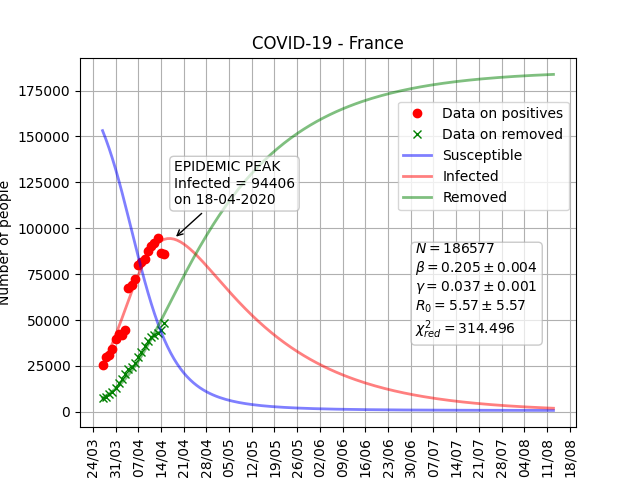 COVID-19 - France
Number of people
175000
150000
125000
100000
75000
50000
25000
0
EPIDEMIC PEAK
Infected = 94406
on 18-04-2020
Data on positives
Data on removed
Susceptible
Infected
Removed
N = 186577
β = 0.205 ± 0.004
γ = 0.037 ± 0.001
R₀ = 5.57 ± 5.57
χ²_red = 314.496
24/03
31/03
07/04
14/04
21/04
28/04
05/05
12/05
19/05
26/05
02/06
09/06
16/06
23/06
30/06
07/07
14/07
21/07
28/07
04/08
11/08
18/08